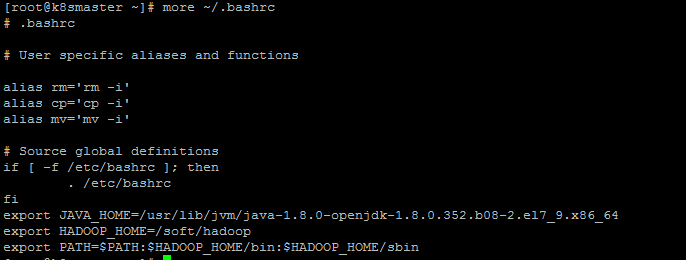 [root@k8smaster ~]# more ~/.bashrc
# .bashrc
# User specific aliases and functions
alias rm='rm -i'
alias cp='cp -i'
alias mv='mv -i'
# Source global definitions
if [ -f /etc/bashrc ]; then
        . /etc/bashrc
fi
export JAVA_HOME=/usr/lib/jvm/java-1.8.0-openjdk-1.8.0.352.b08-2.el7_9.x86_64
export HADOOP_HOME=/soft/hadoop
export PATH=$PATH:$HADOOP_HOME/bin:$HADOOP_HOME/sbin